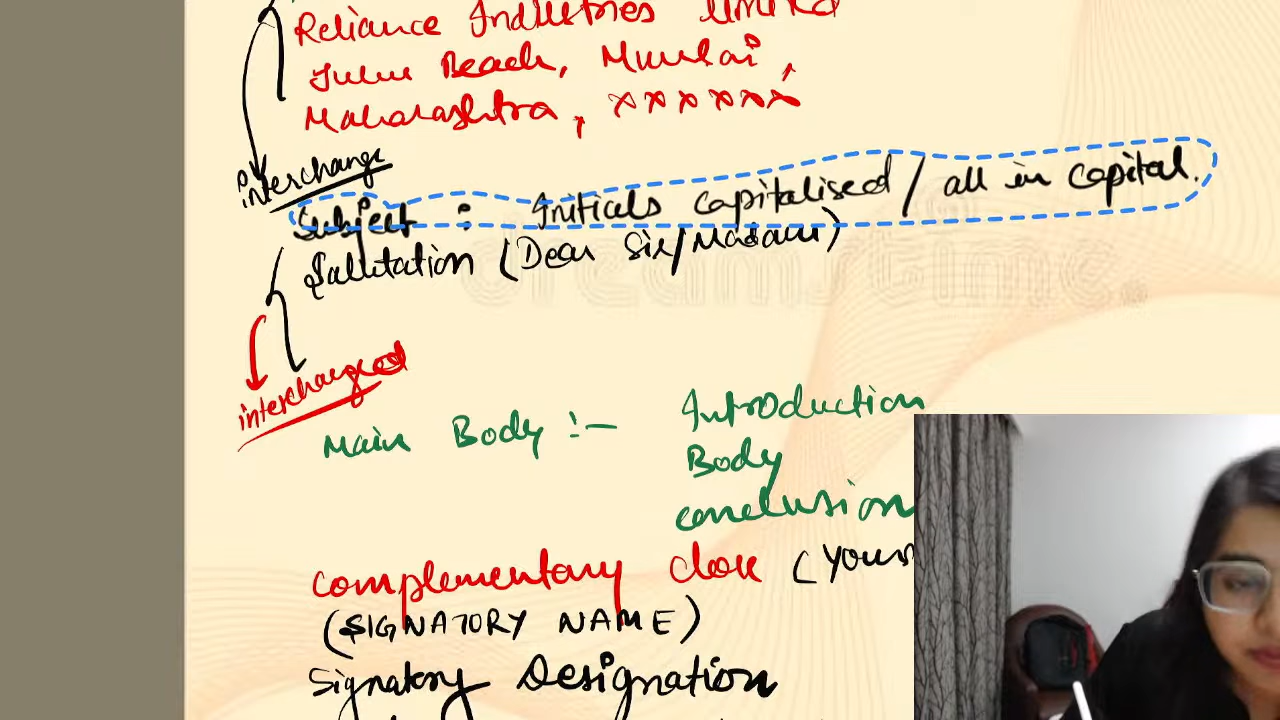 Reliance Industries limited
Juhu Beach, Mumbai,
Maharashtra, xxxxxx
interchange
Subject : Initials capitalised / all in capital.
Salutation (Dear Sir/Madam)
dreamstime.
interchanged
Main Body :- Introduction
Body
conclusion
complementary close (Yours
(SIGNATORY NAME)
Signatory Designation